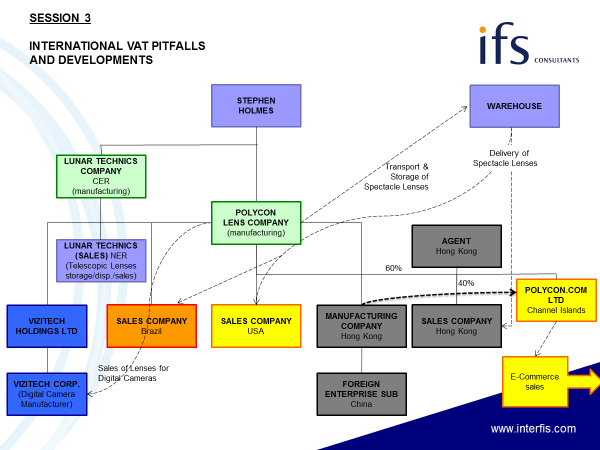 SESSION 3
INTERNATIONAL VAT PITFALLS
AND DEVELOPMENTS
ifs
CONSULTANTS
STEPHEN
HOLMES
WAREHOUSE
LUNAR TECHNICS
COMPANY
CER
(manufacturing)
Transport &
Storage of
Spectacle Lenses
Delivery of
Spectacle Lenses
POLYCON
LENS COMPANY
(manufacturing)
LUNAR TECHNICS
(SALES) NER
(Telescopic Lenses
storage/disp./sales)
AGENT
Hong Kong
60%
40%
POLYCON.COM
LTD
Channel Islands
VIZITECH
HOLDINGS LTD
SALES COMPANY
Brazil
SALES COMPANY
USA
MANUFACTURING
COMPANY
Hong Kong
SALES COMPANY
Hong Kong
Sales of Lenses for
Digital Cameras
VIZITECH CORP.
(Digital Camera
Manufacturer)
FOREIGN
ENTERPRISE SUB
China
E-Commerce
sales
www.interfis.com